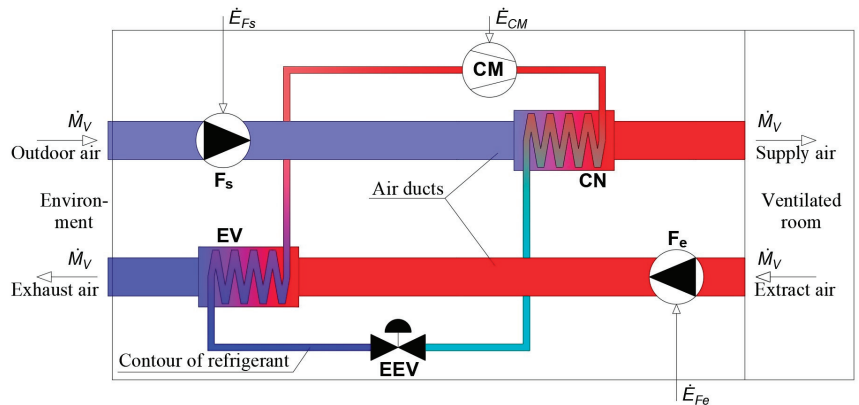 Ė_Fs
Ė_CM
CM
Ṁ_V
Outdoor air
F_s
Ṁ_V
Supply air
CN
Environ-
ment
Air ducts
Ventilated
room
EV
F_e
Ṁ_V
Exhaust air
Ṁ_V
Extract air
Contour of refrigerant
EEV
Ė_Fe